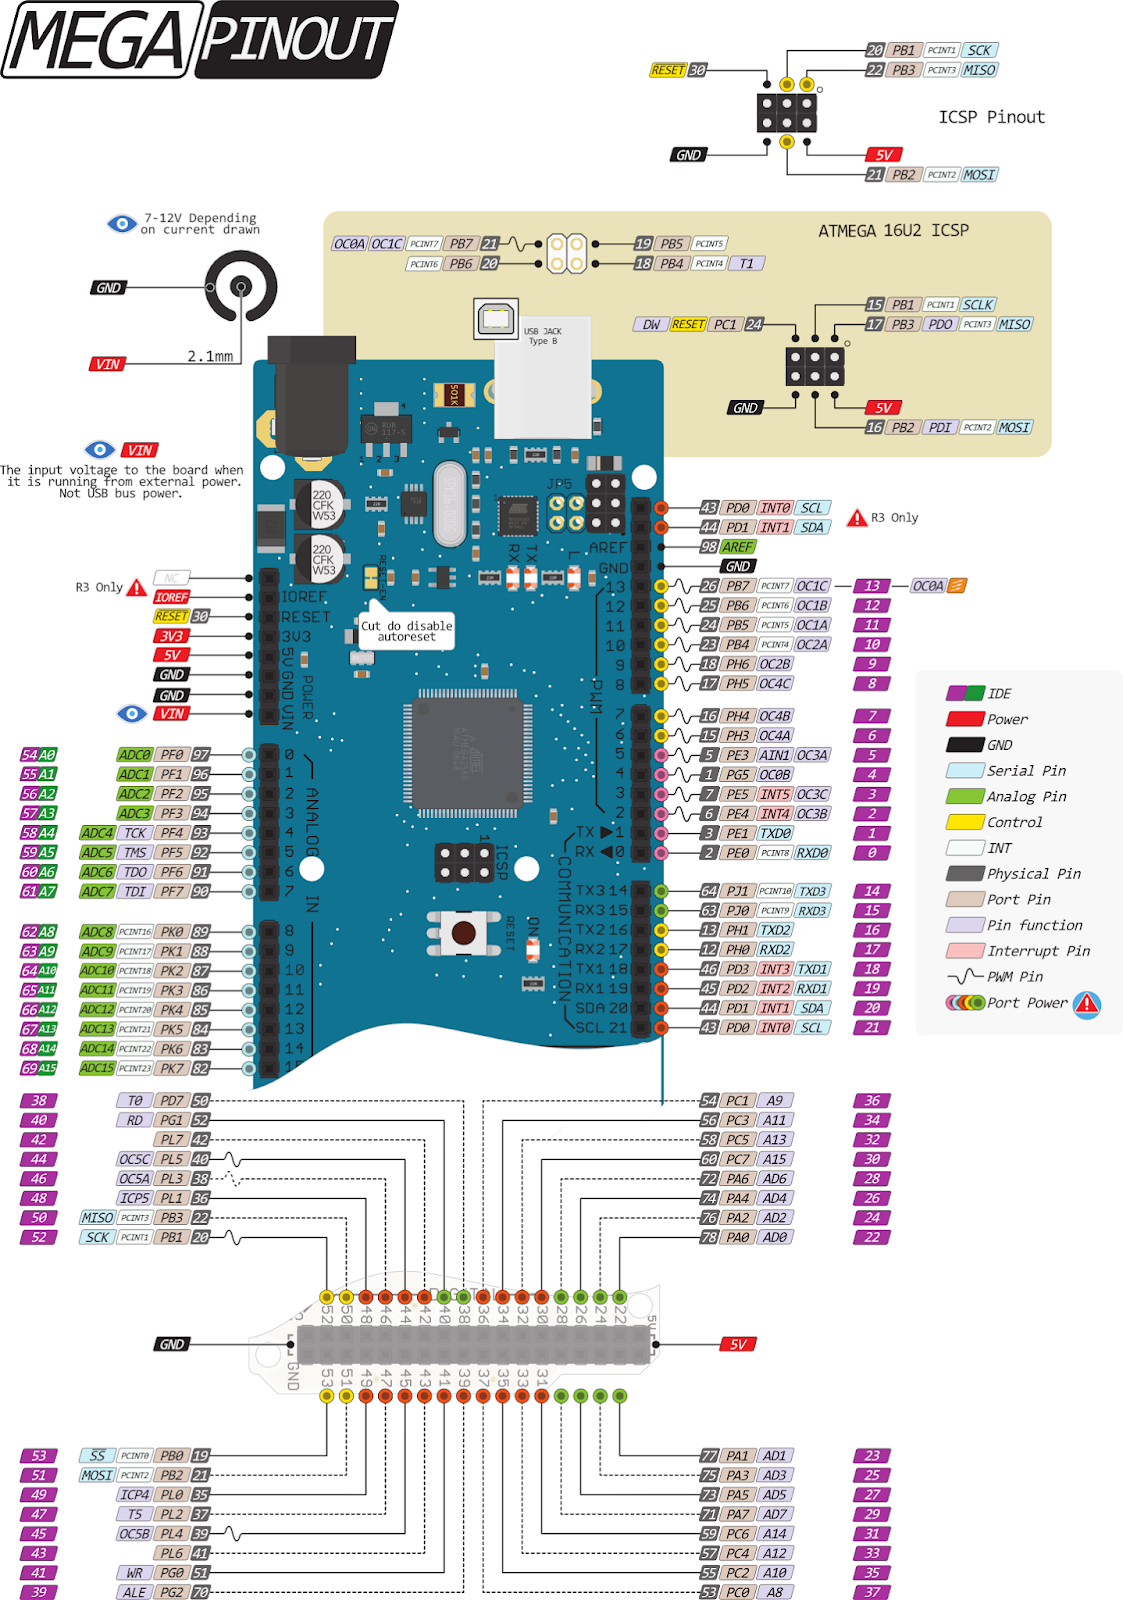 MEGA PINOUT
20 PB1 PCINT1 SCK
RESET 30 22 PB3 PCINT3 MISO
ICSP Pinout
GND 5V
21 PB2 PCINT2 MOSI
7-12V Depending
on current drawn
GND
2.1mm
VIN
ATMEGA 16U2 ICSP
OC0A OC1C PCINT7 PB7 21 19 PB5 PCINT5
PCINT6 PB6 20 18 PB4 PCINT4 T1
15 PB1 PCINT1 SCLK
DW RESET PC1 24 17 PB3 PDO PCINT3 MISO
GND 5V
16 PB2 PDI PCINT2 MOSI
USB JACK
Type B
VIN
The input voltage to the board when
it is running from external power.
Not USB bus power.
501K
1 2 3
4
220
CFK
W53
220
CFK
W53
JP5
RX TX L
RESET-EN
Cut do disable
autoreset
R3 Only
NC
IOREF IOREF
RESET 30 RESET
3V3 3V3
5V 5V
GND GND
GND
VIN VIN
POWER
43 PD0 INT0 SCL
44 PD1 INT1 SDA
R3 Only
AREF 98 AREF
GND GND
13 26 PB7 PCINT7 OC1C 13 OC0A
12 25 PB6 PCINT6 OC1B 12
11 24 PB5 PCINT5 OC1A 11
10 23 PB4 PCINT4 OC2A 10
9 18 PH6 OC2B 9
8 17 PH5 OC4C 8
7 16 PH4 OC4B 7
6 15 PH3 OC4A 6
5 5 PE3 AIN1 OC3A 5
4 1 PG5 OC0B 4
3 7 PE5 INT5 OC3C 3
2 6 PE4 INT4 OC3B 2
TX 1 3 PE1 TXD0 1
RX 0 2 PE0 PCINT8 RXD0 0
PWM
TX3 14 64 PJ1 PCINT10 TXD3 14
RX3 15 63 PJ0 PCINT9 RXD3 15
TX2 16 13 PH1 TXD2 16
RX2 17 12 PH0 RXD2 17
TX1 18 46 PD3 INT3 TXD1 18
RX1 19 45 PD2 INT2 RXD1 19
SDA 20 44 PD1 INT1 SDA 20
SCL 21 43 PD0 INT0 SCL 21
COMMUNICATION
54 A0 ADC0 PF0 97 0
55 A1 ADC1 PF1 96 1
56 A2 ADC2 PF2 95 2
57 A3 ADC3 PF3 94 3
58 A4 ADC4 TCK PF4 93 4
59 A5 ADC5 TMS PF5 92 5
60 A6 ADC6 TDO PF6 91 6
61 A7 ADC7 TDI PF7 90 7
62 A8 ADC8 PCINT16 PK0 89 8
63 A9 ADC9 PCINT17 PK1 88 9
64 A10 ADC10 PCINT18 PK2 87 10
65 A11 ADC11 PCINT19 PK3 86 11
66 A12 ADC12 PCINT20 PK4 85 12
67 A13 ADC13 PCINT21 PK5 84 13
68 A14 ADC14 PCINT22 PK6 83 14
69 A15 ADC15 PCINT23 PK7 82
ANALOG IN
1
ICSP
RESET
ON
IDE
Power
GND
Serial Pin
Analog Pin
Control
INT
Physical Pin
Port Pin
Pin function
Interrupt Pin
PWM Pin
Port Power
38 T0 PD7 50 54 PC1 A9 36
40 RD PG1 52 56 PC3 A11 34
42 PL7 42 58 PC5 A13 32
44 OC5C PL5 40 60 PC7 A15 30
46 OC5A PL3 38 72 PA6 AD6 28
48 ICP5 PL1 36 74 PA4 AD4 26
50 MISO PCINT3 PB3 22 76 PA2 AD2 24
52 SCK PCINT1 PB1 20 78 PA0 AD0 22
52 50 48 46 44 42 40 38 36 34 32 30 28 26 24 22
GND 5V
GND
53 51 49 47 45 43 41 39 37 35 33 31
53 SS PCINT0 PB0 19 77 PA1 AD1 23
51 MOSI PCINT2 PB2 21 75 PA3 AD3 25
49 ICP4 PL0 35 73 PA5 AD5 27
47 T5 PL2 37 71 PA7 AD7 29
45 OC5B PL4 39 59 PC6 A14 31
43 PL6 41 57 PC4 A12 33
41 WR PG0 51 55 PC2 A10 35
39 ALE PG2 70 53 PC0 A8 37